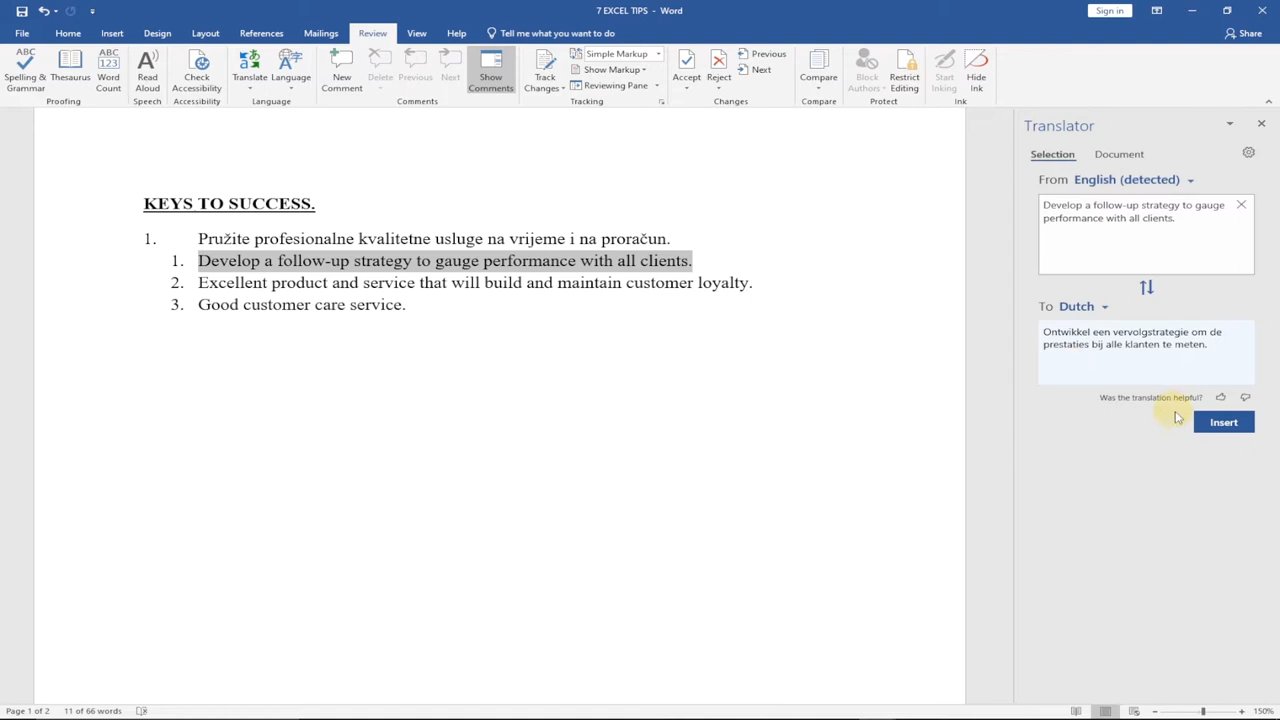 7 EXCEL TIPS - Word
Sign in
File Home Insert Design Layout References Mailings Review View Help Tell me what you want to do Share
ABC
Spelling &
Grammar
Thesaurus
ABC
123
Word
Count
Proofing
A
Read
Aloud
Speech
Check
Accessibility
Accessibility
Translate
Language
Language
New
Comment
Delete
Previous
Next
Show
Comments
Comments
Track
Changes
Simple Markup
Show Markup
Reviewing Pane
Tracking
Accept
Reject
Previous
Next
Changes
Compare
Compare
Block
Authors
Restrict
Editing
Protect
Start
Inking
Hide
Ink
Ink
KEYS TO SUCCESS.
1. Pružite profesionalne kvalitetne usluge na vrijeme i na proračun.
1. Develop a follow-up strategy to gauge performance with all clients.
2. Excellent product and service that will build and maintain customer loyalty.
3. Good customer care service.
Translator
Selection Document
From English (detected)
Develop a follow-up strategy to gauge
performance with all clients.
To Dutch
Ontwikkel een vervolgstrategie om de
prestaties bij alle klanten te meten.
Was the translation helpful?
Insert
Page 1 of 2 11 of 66 words 150%